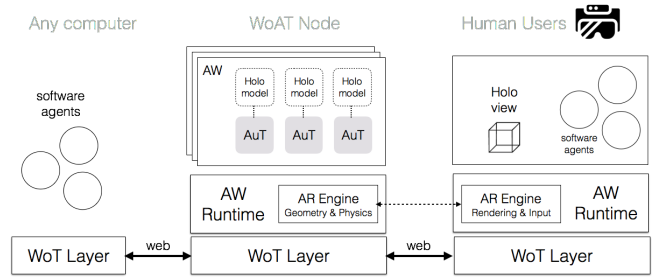 Any computer
WoAT Node
Human Users
software
agents
AW
Holo
model
Holo
model
Holo
model
AuT
AuT
AuT
Holo
view
software
agents
AW
Runtime
AR Engine
Geometry & Physics
AR Engine
Rendering & Input
AW
Runtime
WoT Layer
web
WoT Layer
web
WoT Layer